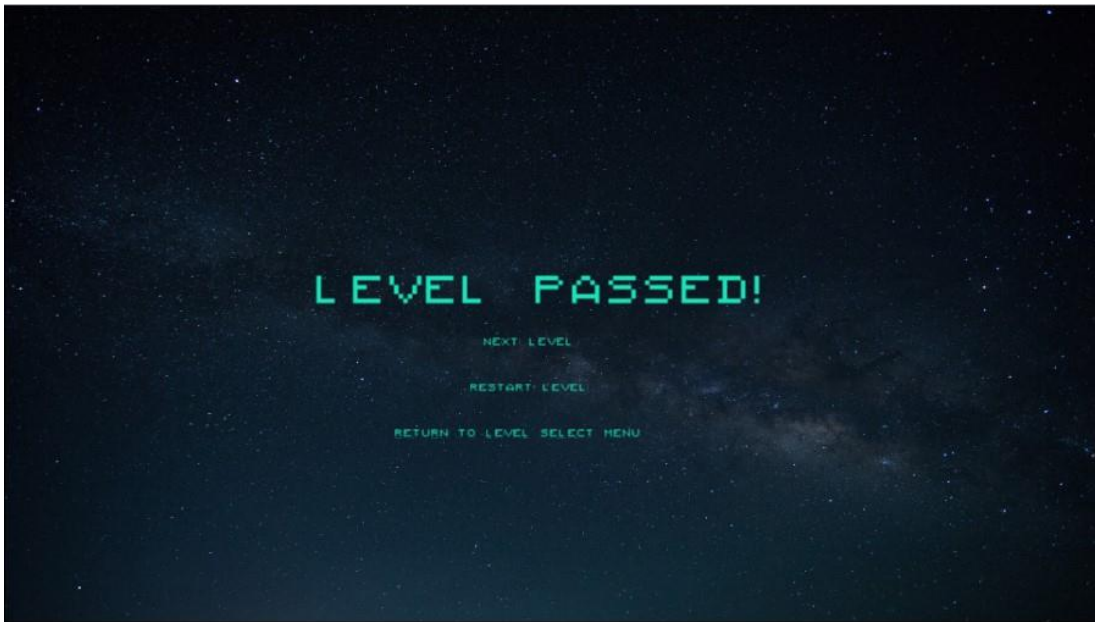 LEVEL PASSED!
NEXT LEVEL
RESTART LEVEL
RETURN TO LEVEL SELECT MENU